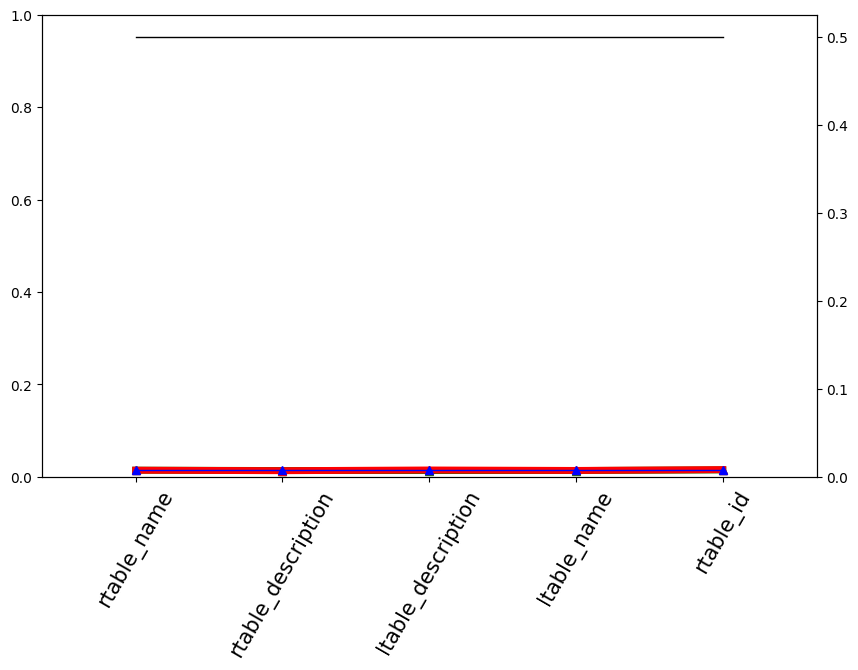 1.0
0.8
0.6
0.4
0.2
0.0
0.5
0.4
0.3
0.2
0.1
0.0
rtable_name
rtable_description
ltable_description
ltable_name
rtable_id